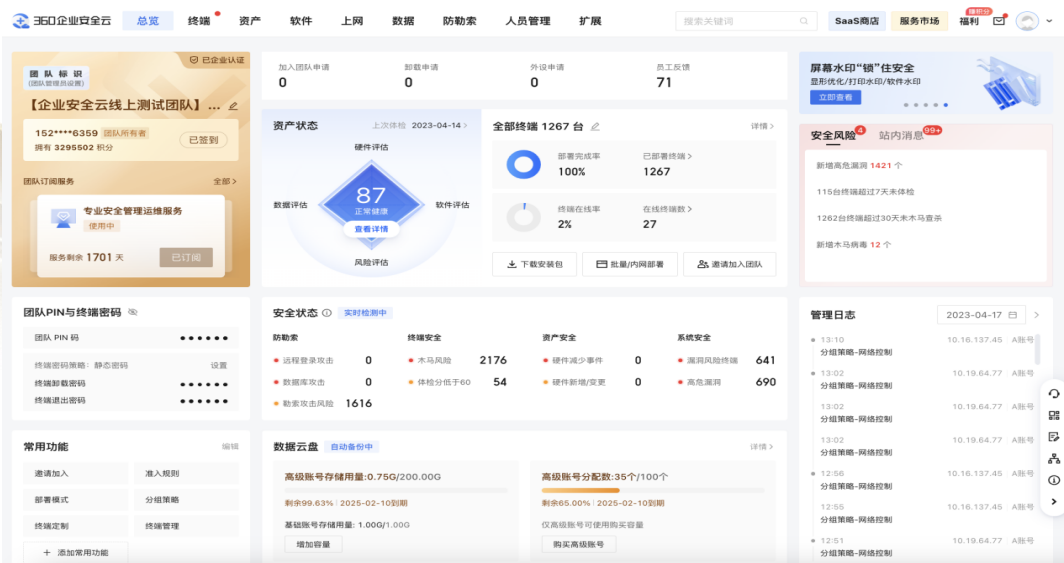 360企业安全云
总览
终端
资产
软件
上网
数据
防勒索
人员管理
扩展
搜索关键词
SaaS商店
服务市场
赚积分
福利
团队标识
(团队管理员设置)
已企业认证
【企业安全云线上测试团队】...
152****6359 团队所有者
拥有 3295502 积分
已签到
团队订阅服务
全部 >
专业安全管理运维服务
使用中
服务剩余 1701 天
已订阅
加入团队申请
0
卸载申请
0
外设申请
0
员工反馈
71
资产状态
上次体检 2023-04-14 >
硬件评估
数据评估
87
正常健康
查看详情
软件评估
风险评估
全部终端 1267 台
详情 >
部署完成率
100%
已部署终端 >
1267
终端在线率
2%
在线终端数 >
27
下载安装包
批量/内网部署
邀请加入团队
屏幕水印“锁”住安全
显形优化/打印水印/软件水印
立即查看
安全风险 4
站内消息 99+
新增高危漏洞 1421 个
115台终端超过7天未体检
1262台终端超过30天未木马查杀
新增木马病毒 12 个
团队PIN与终端密码
团队 PIN 码 ••••••
终端密码策略：静态密码 设置
终端卸载密码 ••••••
终端退出密码 ••••••
安全状态
实时检测中
防勒索
远程登录攻击 0
数据库攻击 0
勒索攻击风险 1616
终端安全
木马风险 2176
体检分低于60 54
资产安全
硬件减少事件 0
硬件新增/变更 0
系统安全
漏洞风险终端 641
高危漏洞 690
管理日志
2023-04-17
13:10 10.16.137.45 A账号
分组策略-网络控制
13:02 10.19.64.77 A账号
分组策略-网络控制
13:02 10.19.64.77 A账号
分组策略-网络控制
13:02 10.19.64.77 A账号
分组策略-网络控制
12:56 10.16.137.45 A账号
分组策略-网络控制
12:55 10.16.137.45 A账号
分组策略-网络控制
12:51 10.19.64.77 A账号
分组策略-网络控制
常用功能
编辑
邀请加入
准入规则
部署模式
分组策略
终端定制
终端管理
+ 添加常用功能
数据云盘
自动备份中
详情 >
高级账号存储用量:0.75G/200.00G
剩余99.63% | 2025-02-10到期
基础账号存储用量: 1.00G/1.00G
增加容量
高级账号分配数:35个/100个
剩余65.00% | 2025-02-10到期
仅高级账号可使用购买容量
购买高级账号